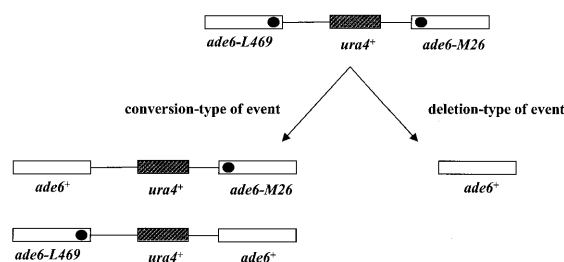 ade6-L469 ura4+ ade6-M26
conversion-type of event deletion-type of event
ade6+ ura4+ ade6-M26 ade6+
ade6-L469 ura4+ ade6+